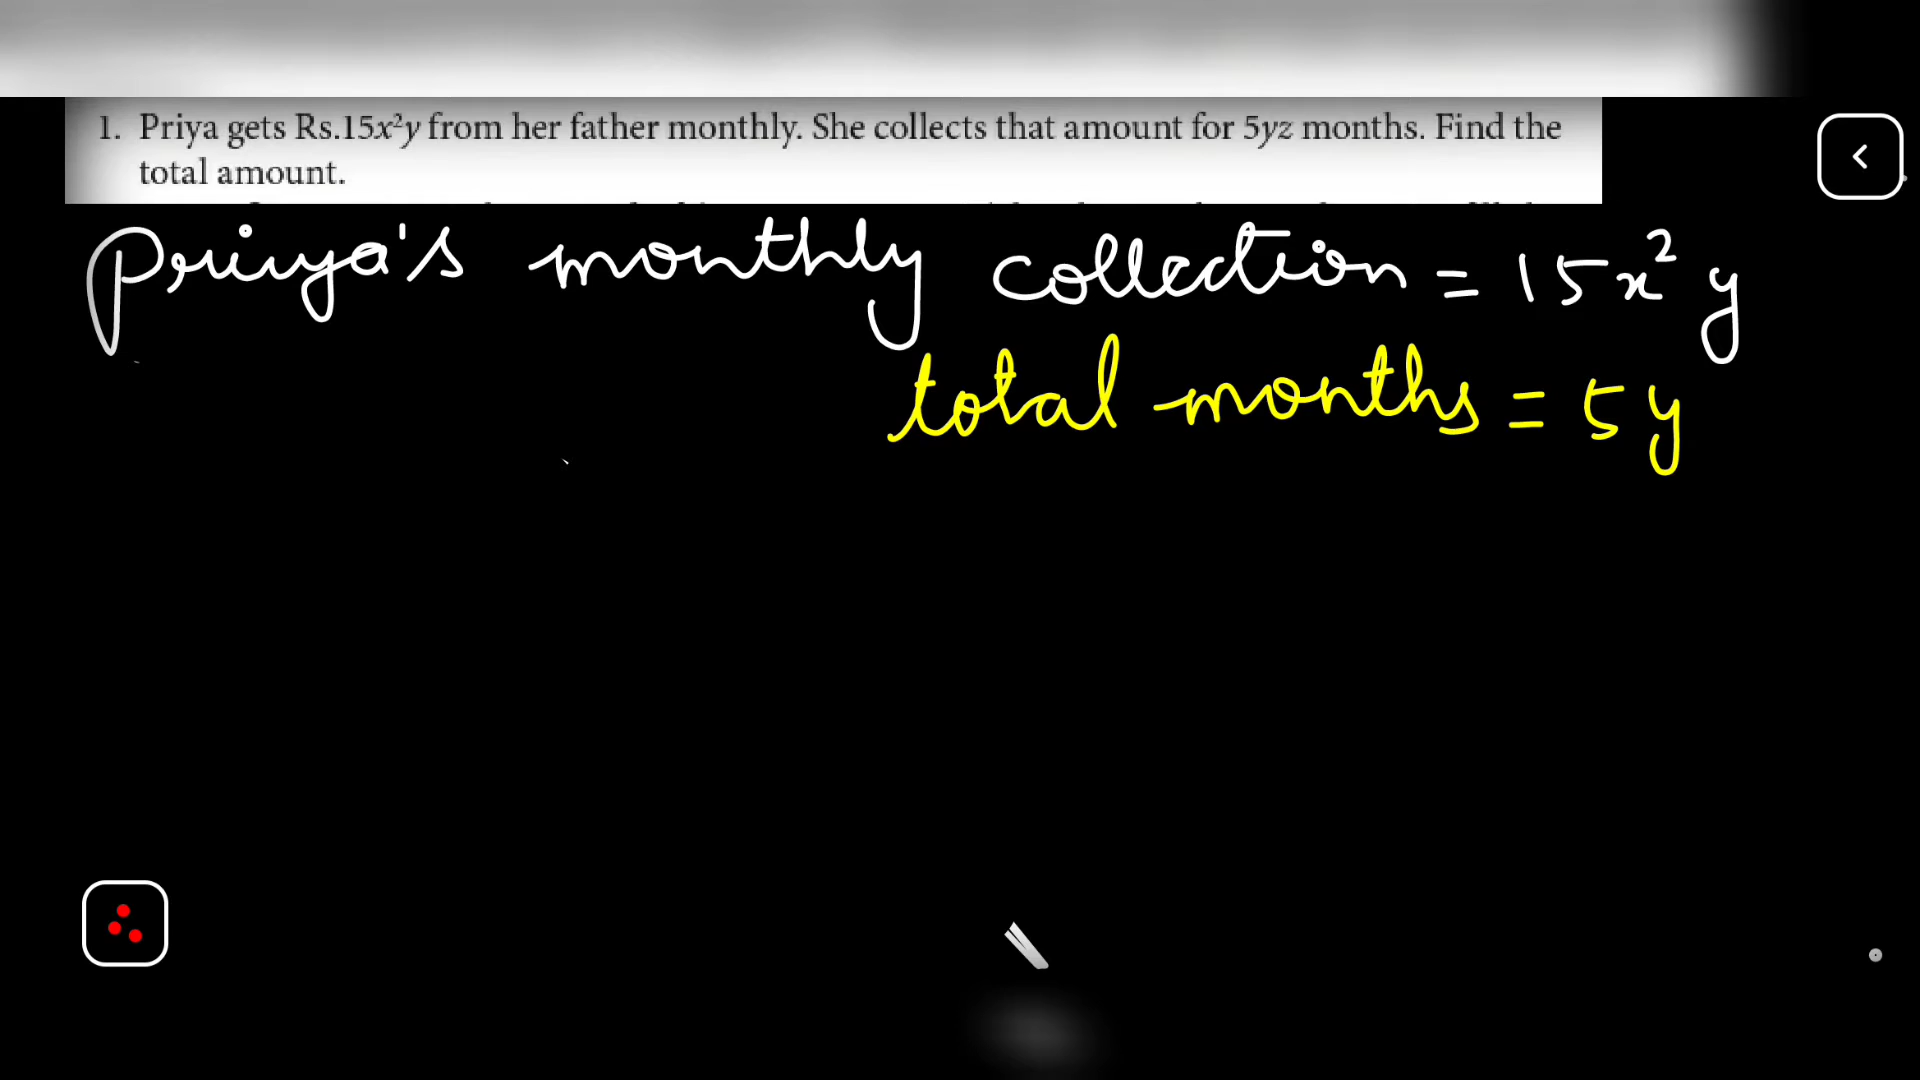 1. Priya gets Rs.15x²y from her father monthly. She collects that amount for 5yz months. Find the
total amount.
Priya's monthly collection = 15x² y
total months = 5y